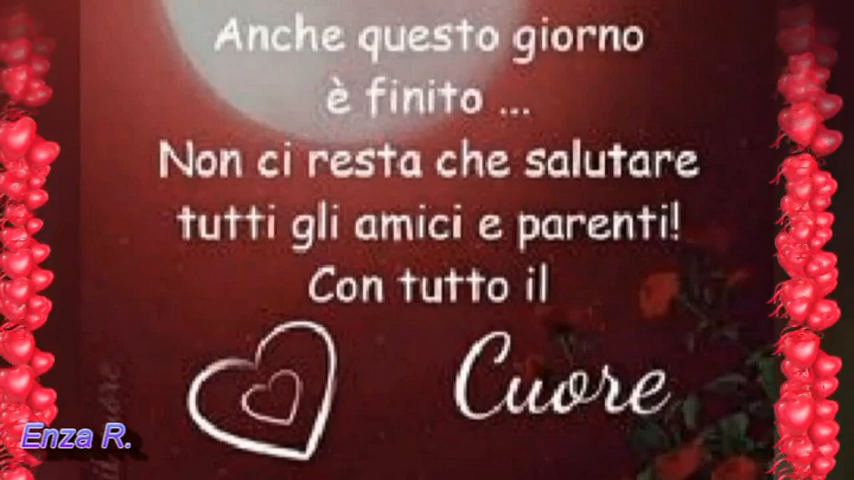 Anche questo giorno
è finito ...
Non ci resta che salutare
tutti gli amici e parenti!
Con tutto il
Cuore
Enza R.